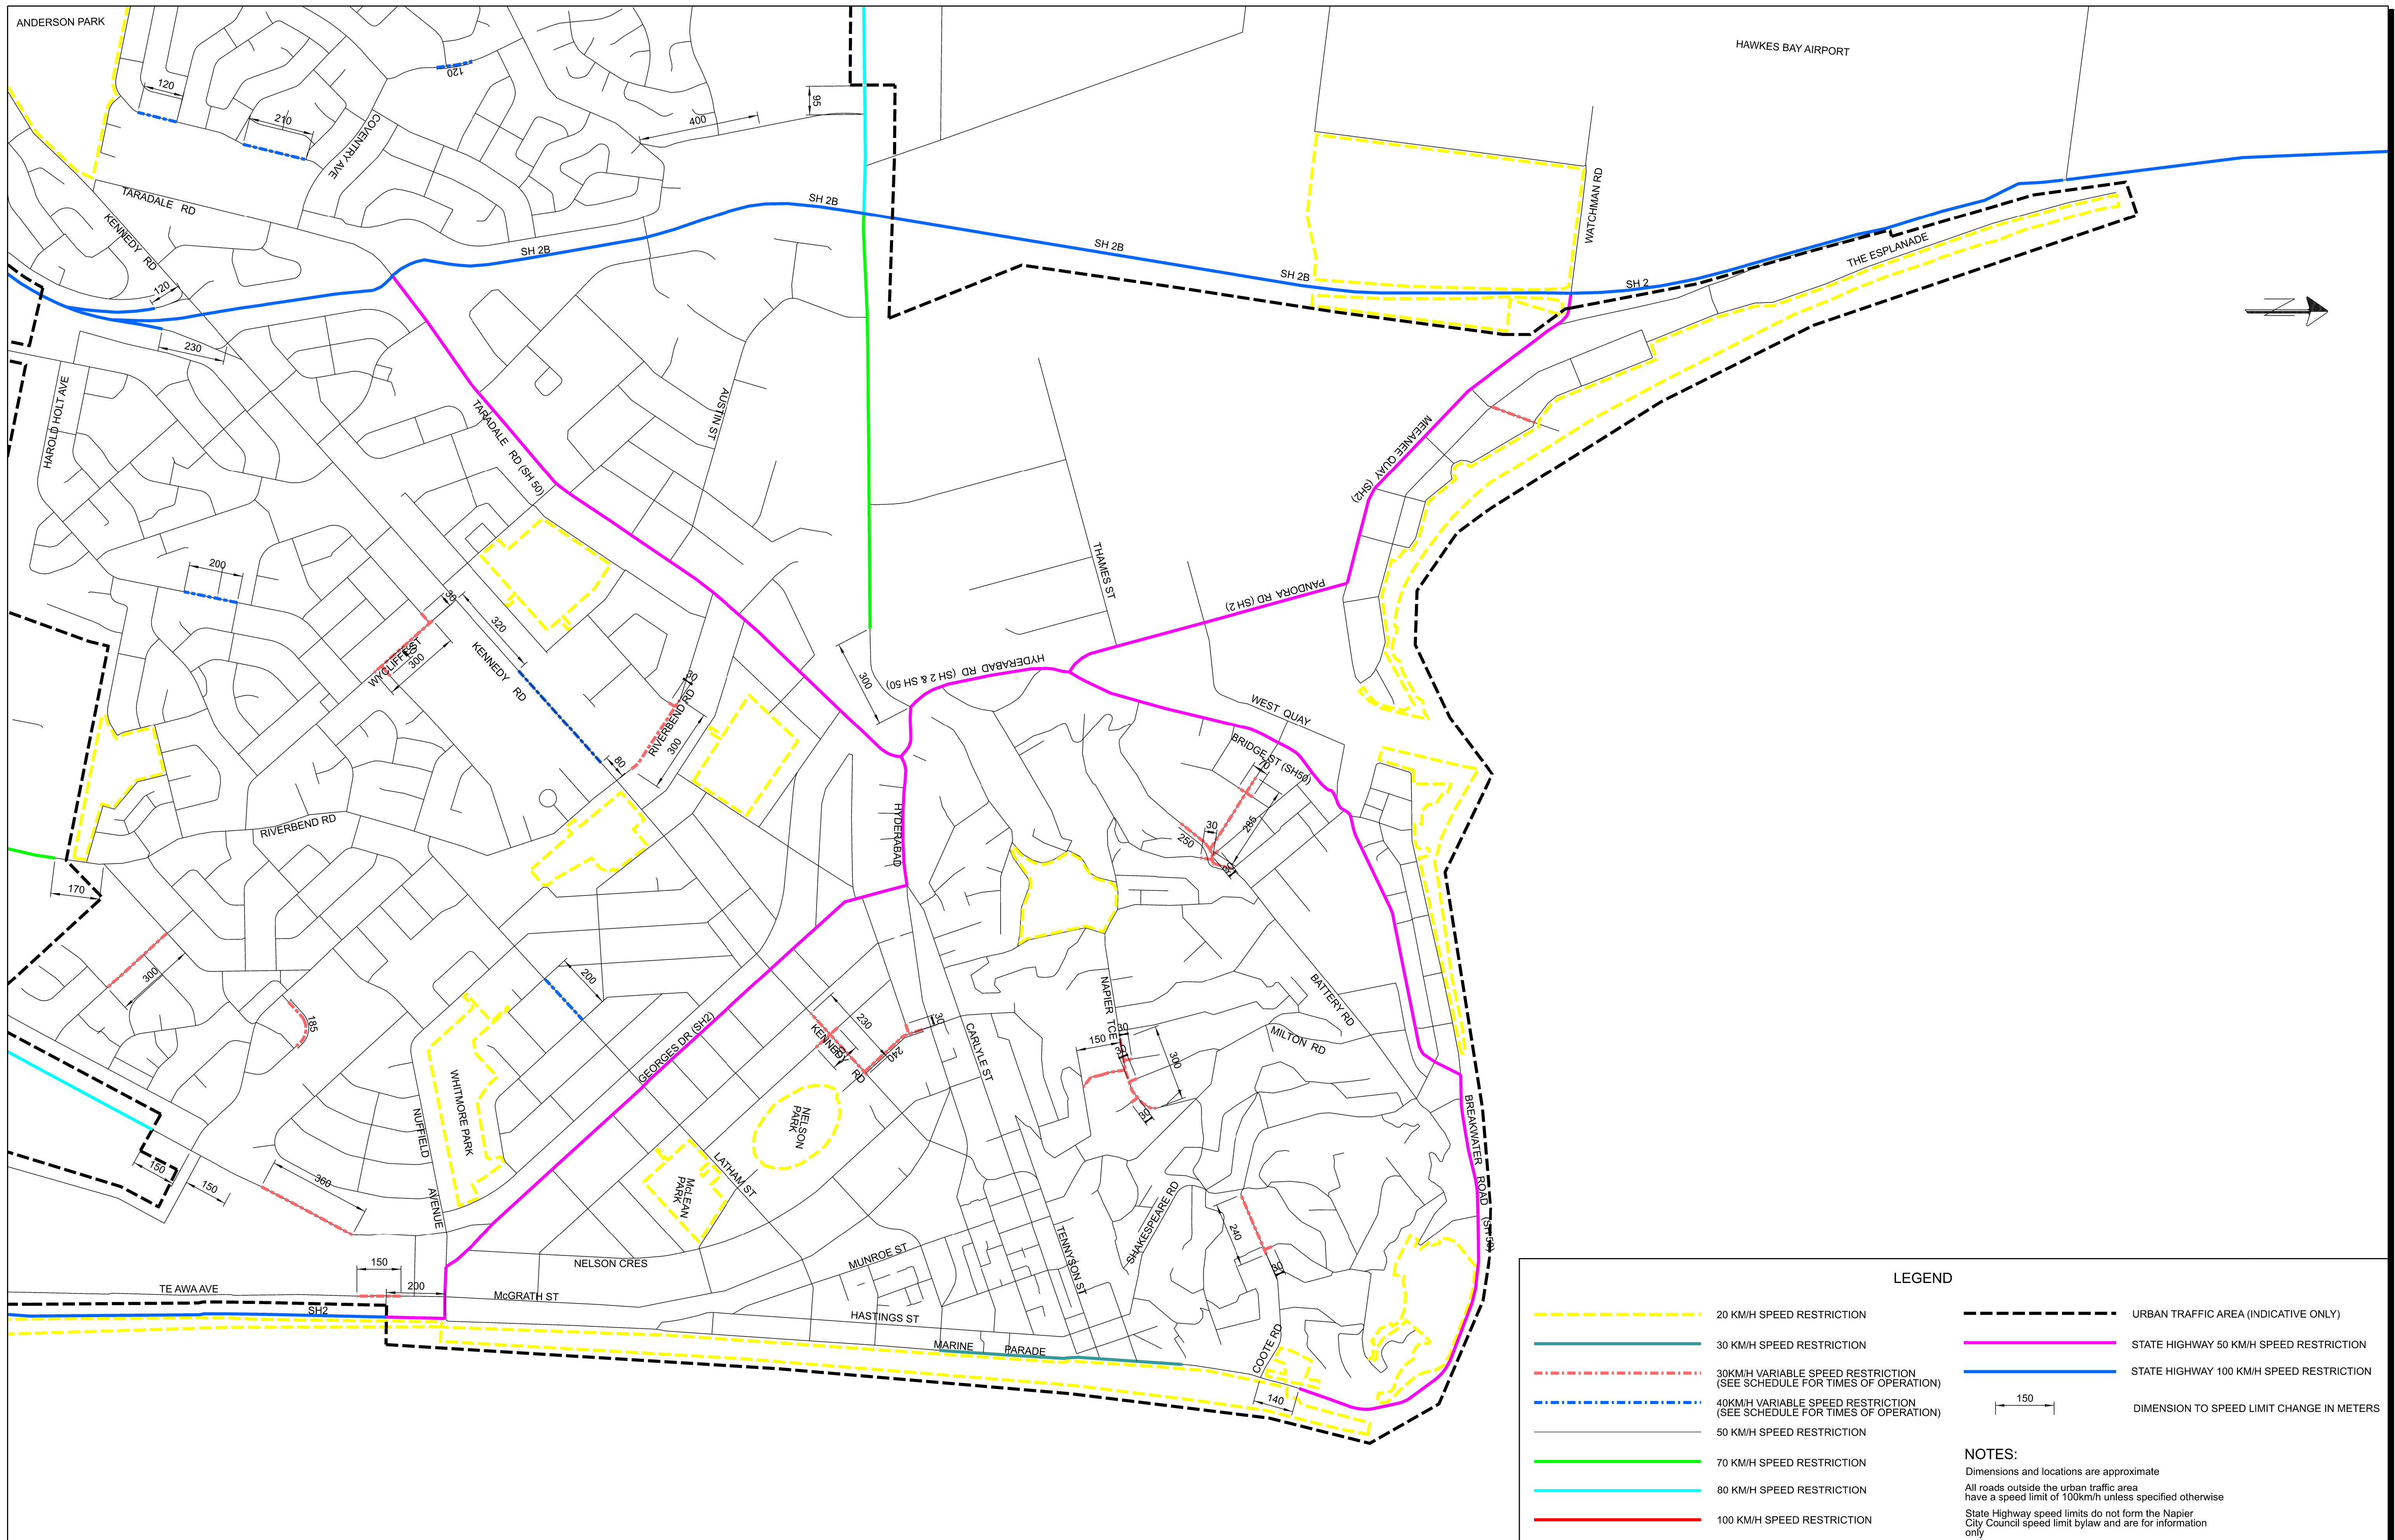 ANDERSON PARK
HAWKES BAY AIRPORT
120
120
95
210
400
COVENTRY AVE
TARADALE RD
WATCHMAN RD
SH 2B
SH 2B
SH 2B
SH 2B
KENNEDY RD
THE ESPLANADE
120
SH 2
230
HAROLD HOLT AVE
TARADALE RD (SH 50)
AUSTIN ST
MEEANEE QUAY (SH2)
200
THAMES ST
30
320
PANDORA RD (SH 2)
WYCLIFFE ST
300
KENNEDY RD
HYDERABAD RD (SH 2 & SH 50)
300
30
RIVERBEND RD
300
80
WEST QUAY
BRIDGE ST (SH50)
70
HYDERABAD
RIVERBEND RD
30
285
250
170
300
200
NAPIER TCE
BATTERY RD
185
230
30
KENNEDY RD
240
CARLYLE ST
30
150
300
MILTON RD
GEORGES DR (SH2)
WHITMORE PARK
NUFFIELD AVENUE
NELSON
PARK
BREAKWATER ROAD (SH 50)
150
150
360
McLEAN
PARK
LATHAM ST
SHAKESPEARE RD
240
30
TENNYSON ST
NELSON CRES
MUNROE ST
150
200
TE AWA AVE
McGRATH ST
SH2
HASTINGS ST
MARINE PARADE
COOTE RD
140
LEGEND
20 KM/H SPEED RESTRICTION
30 KM/H SPEED RESTRICTION
30KM/H VARIABLE SPEED RESTRICTION
(SEE SCHEDULE FOR TIMES OF OPERATION)
40KM/H VARIABLE SPEED RESTRICTION
(SEE SCHEDULE FOR TIMES OF OPERATION)
50 KM/H SPEED RESTRICTION
70 KM/H SPEED RESTRICTION
80 KM/H SPEED RESTRICTION
100 KM/H SPEED RESTRICTION
URBAN TRAFFIC AREA (INDICATIVE ONLY)
STATE HIGHWAY 50 KM/H SPEED RESTRICTION
STATE HIGHWAY 100 KM/H SPEED RESTRICTION
150
DIMENSION TO SPEED LIMIT CHANGE IN METERS
NOTES:
Dimensions and locations are approximate
All roads outside the urban traffic area
have a speed limit of 100km/h unless specified otherwise
State Highway speed limits do not form the Napier
City Council speed limit bylaw and are for information
only